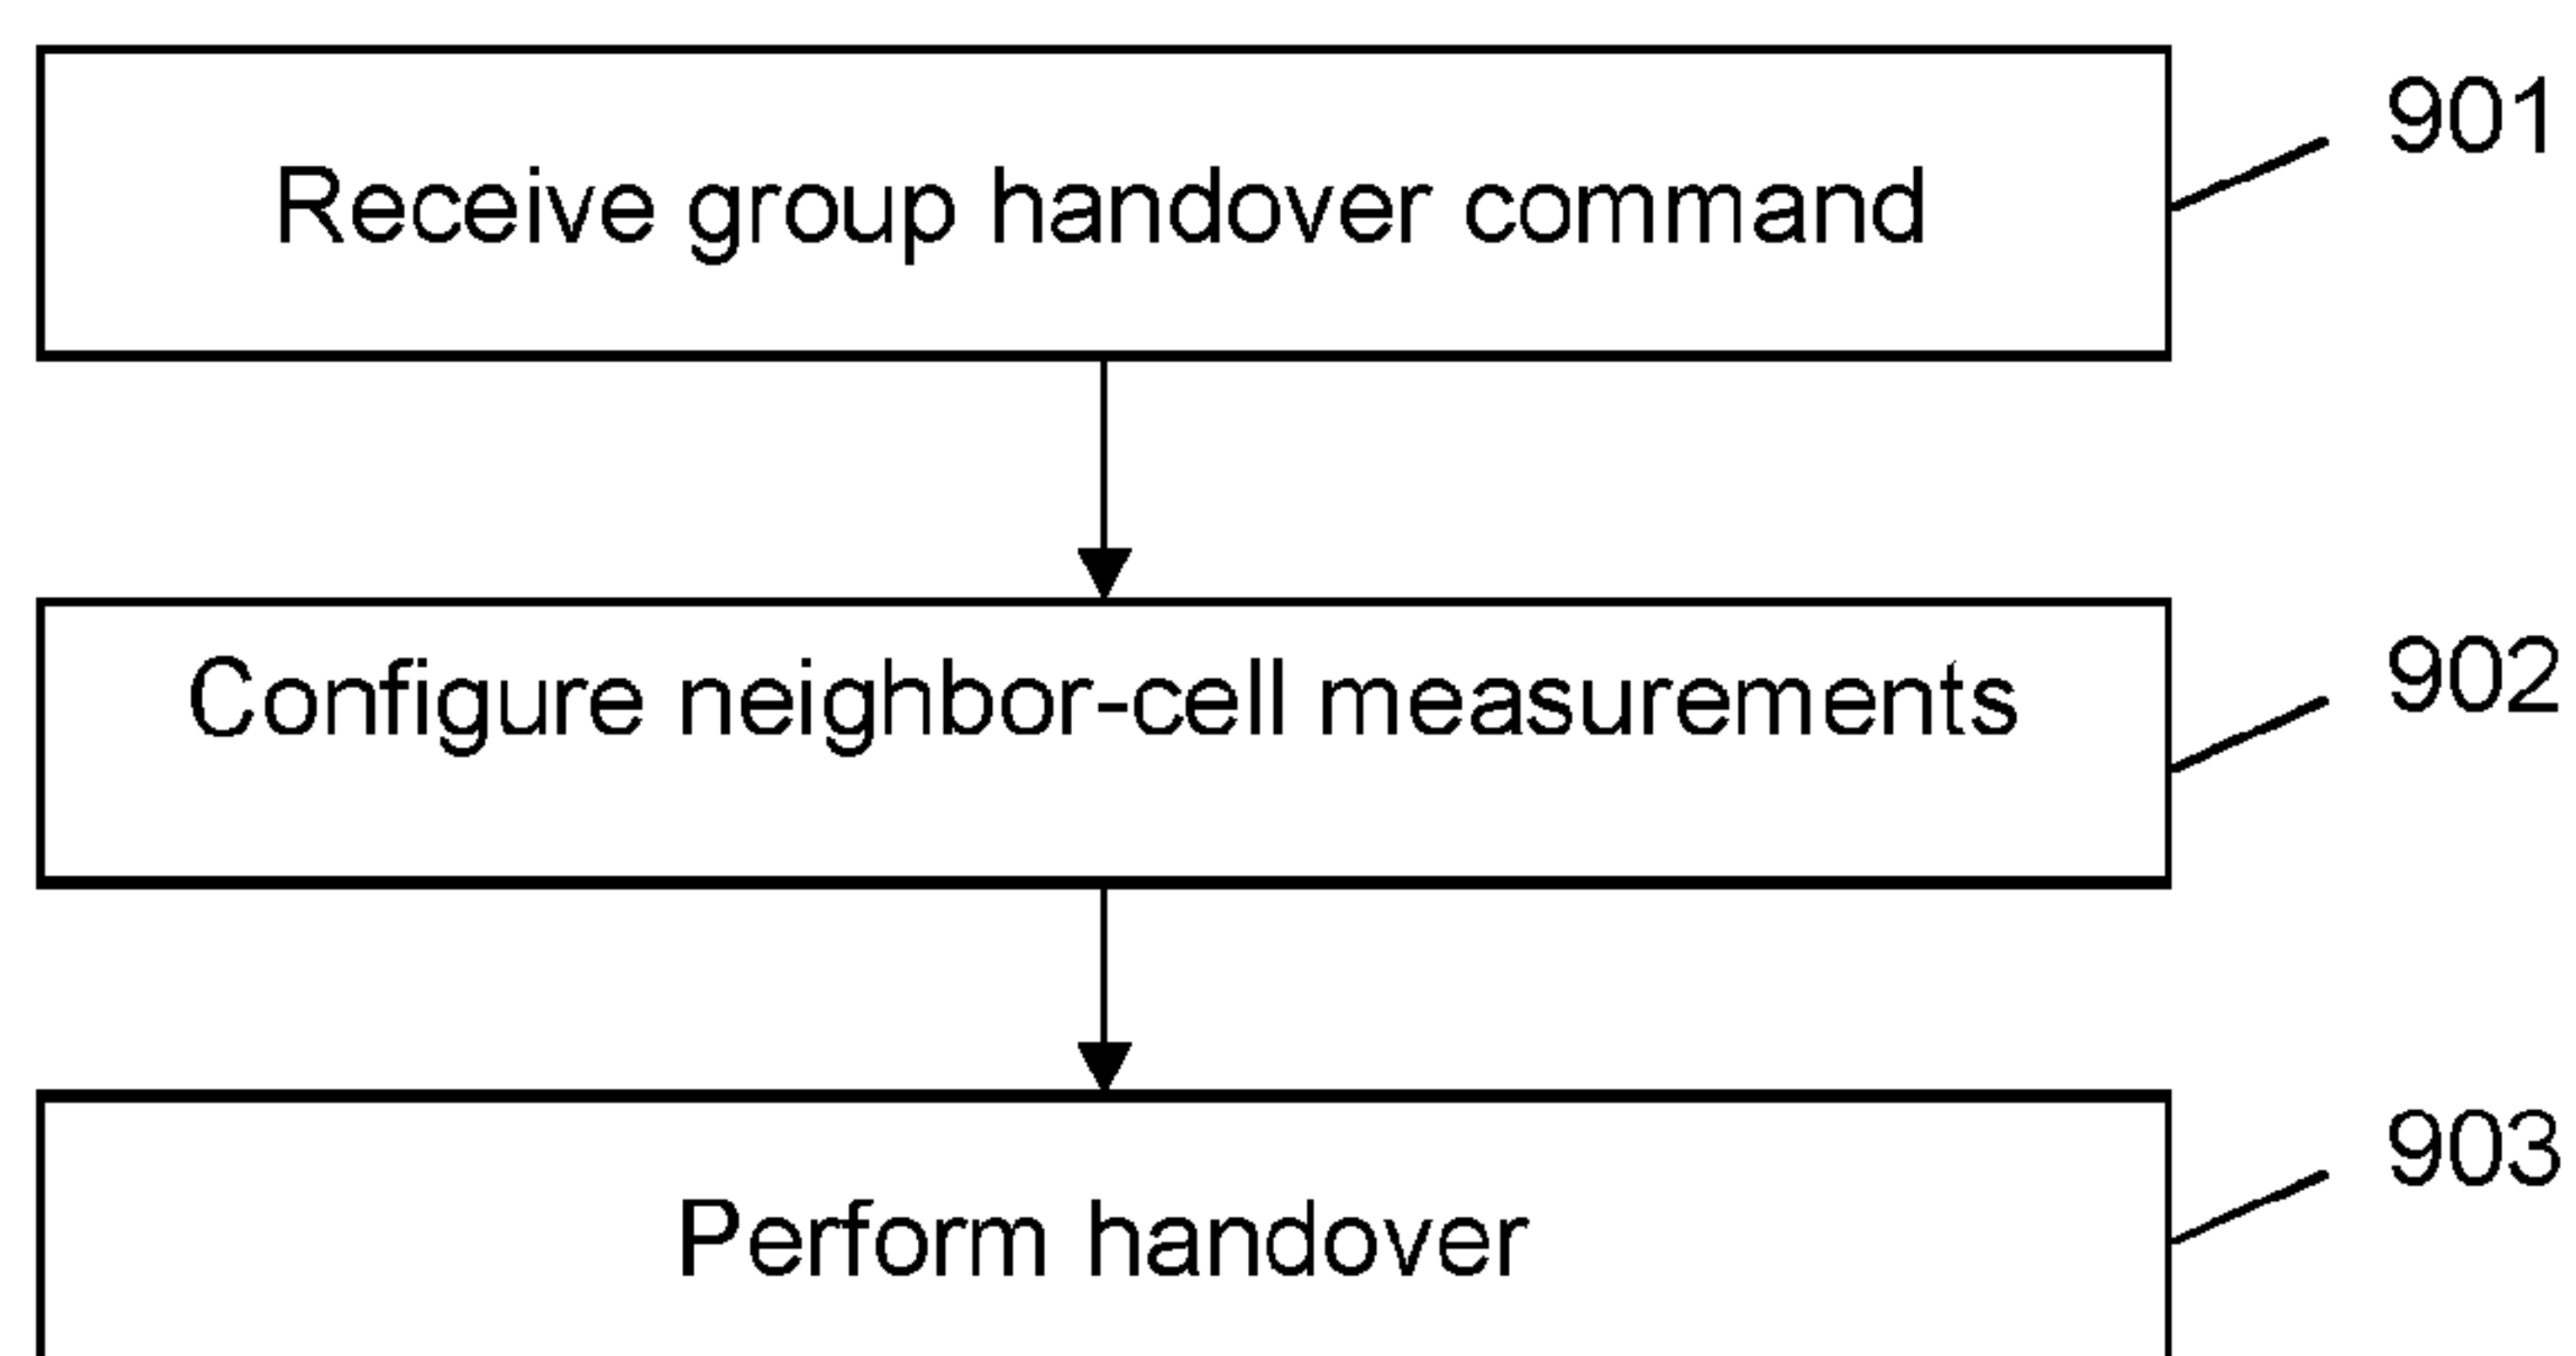 Receive group handover command
901
Configure neighbor-cell measurements
902
Perform handover
903